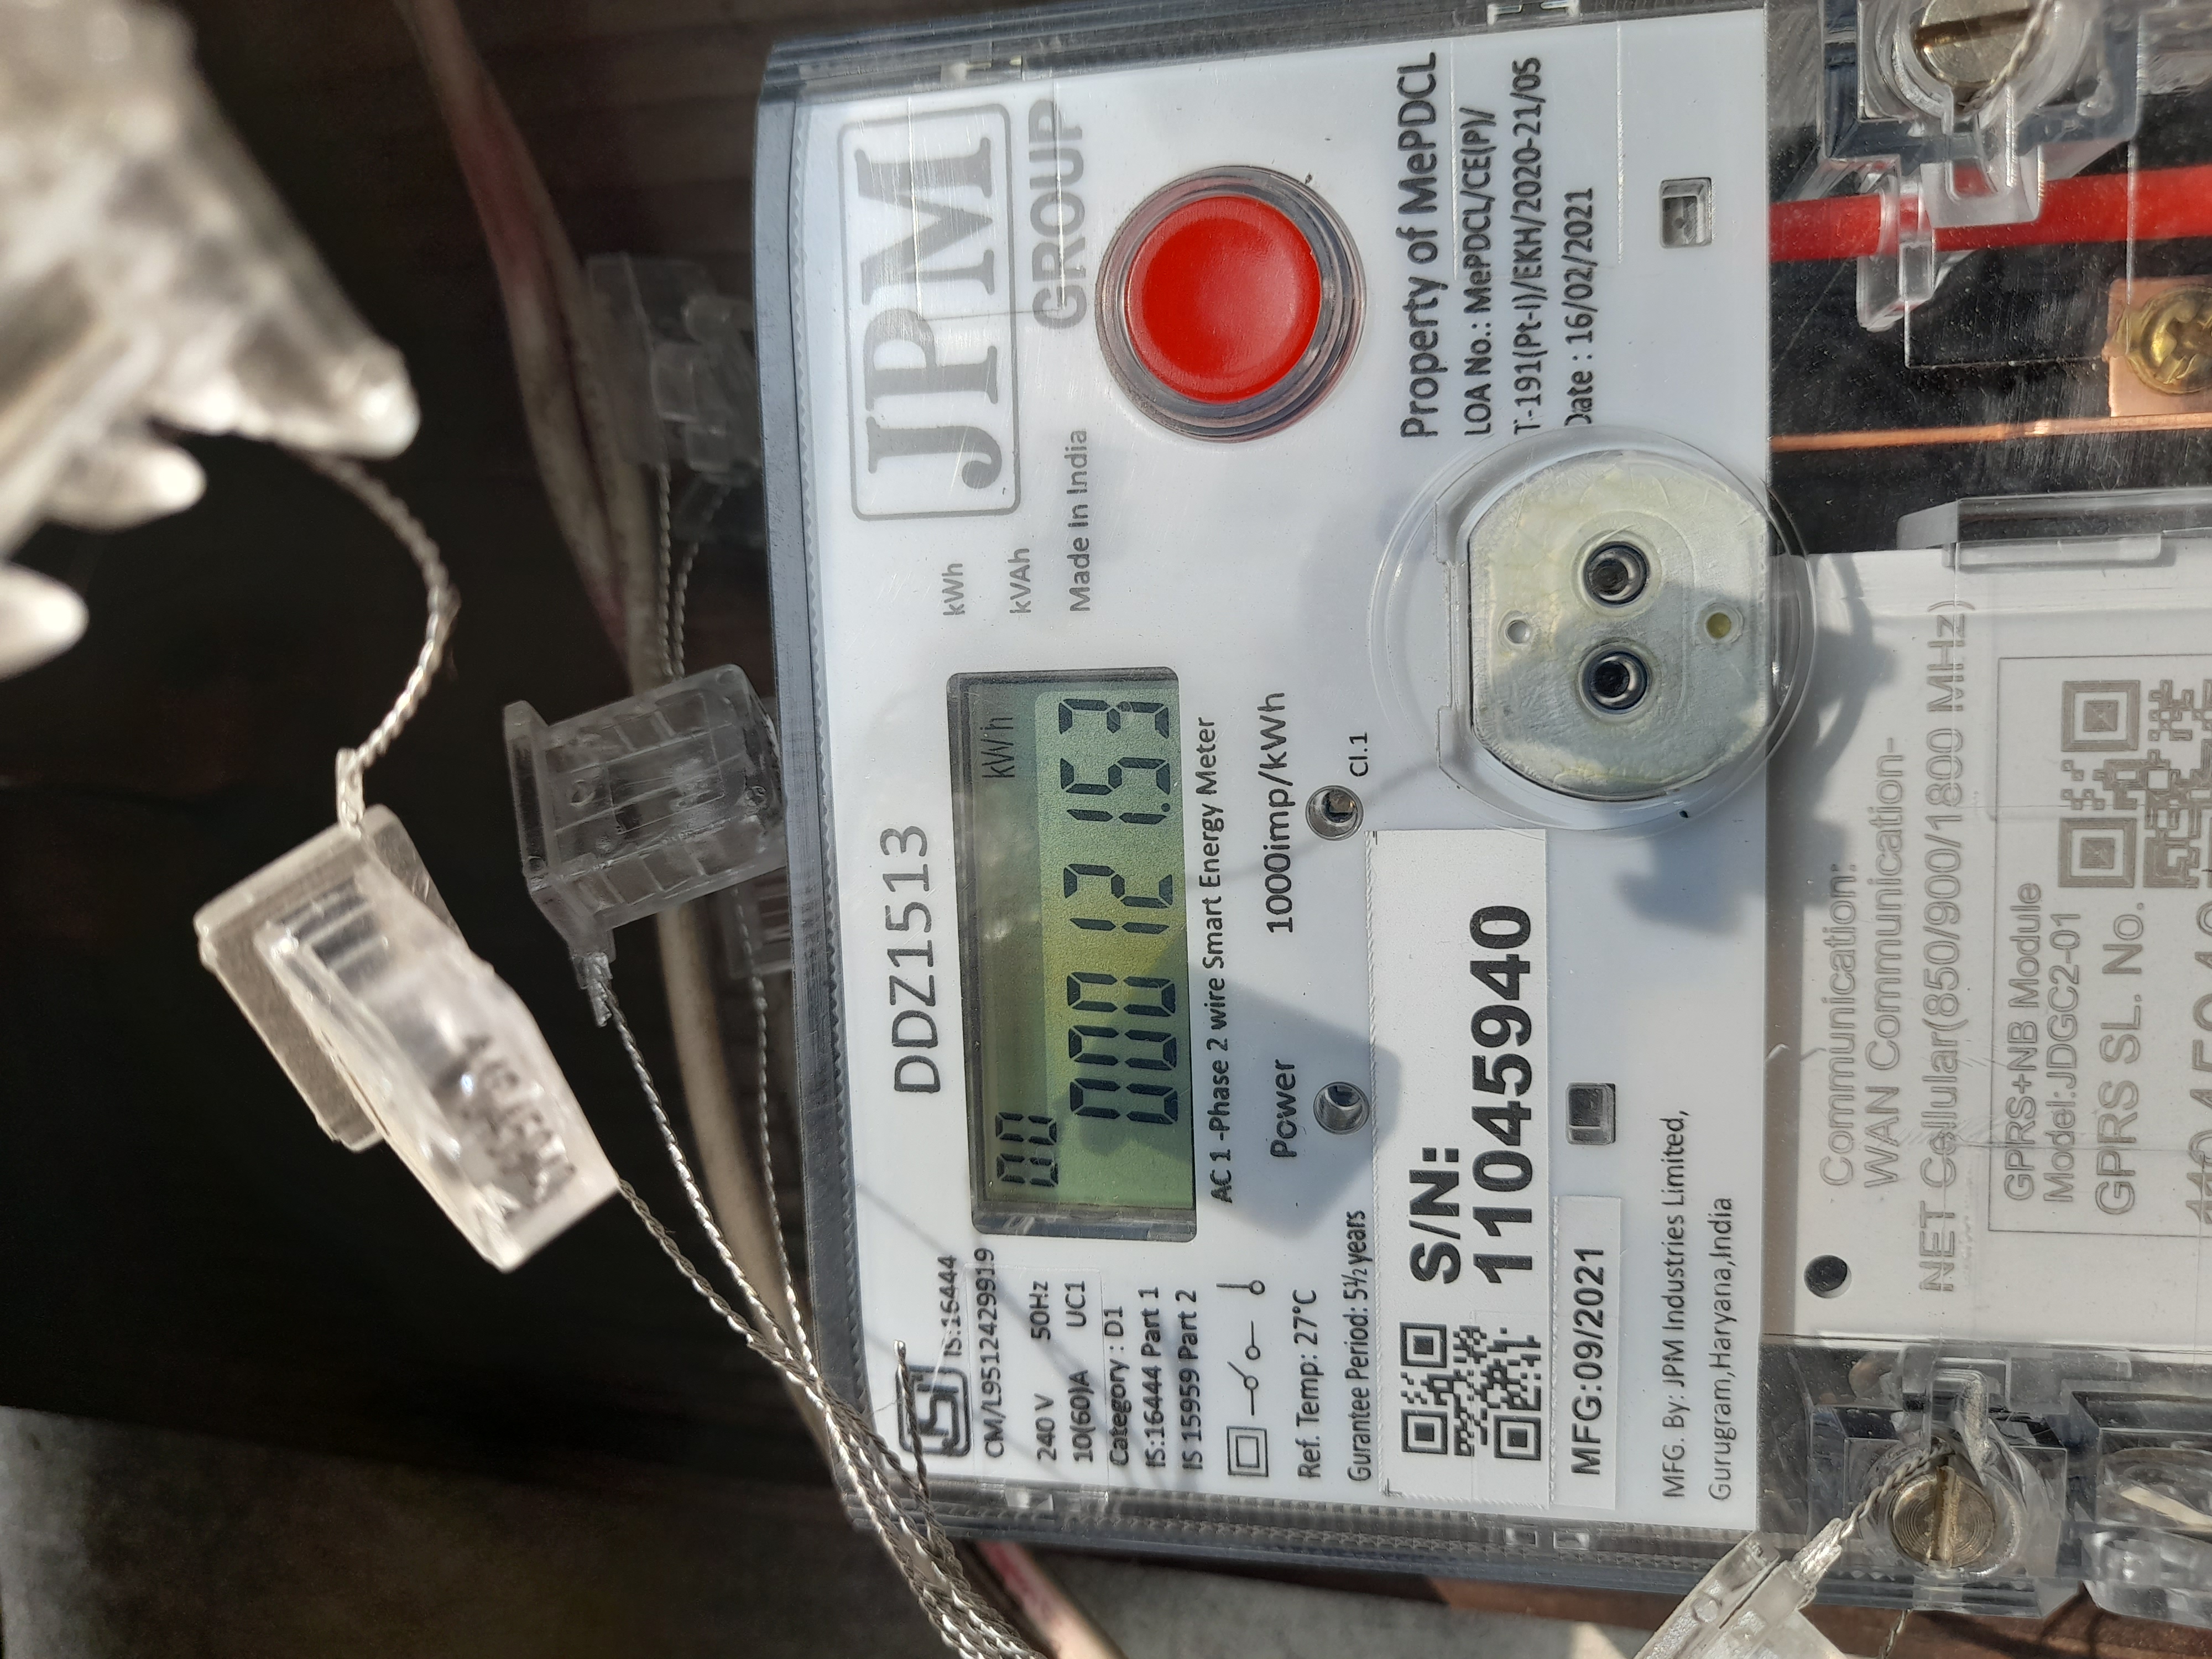 JPM
GROUP
DDZ1513
kWh
kVAh
Made In India
IS:16444
CM/L9512429919
240 V 50Hz
10(60)A UC1
Category : D1
IS:16444 Part 1
IS 15959 Part 2
00
kWh
000121.53
AC 1 -Phase 2 wire Smart Energy Meter
Power
1000imp/kWh
Cl.1
Ref. Temp: 27°C
Gurantee Period: 5½ years
S/N:
11045940
MFG:09/2021
MFG. By: JPM Industries Limited,
Gurugram,Haryana,India
Property of MePDCL
LOA No.: MePDCL/CE(P)/
T-191(Pt-I)/EKH/2020-21/05
Date : 16/02/2021
Communication:
WAN Communication-
NET Cellular(850/900/1800 MHz)
GPRS+NB Module
Model:JDGC2-01
GPRS SL. No.